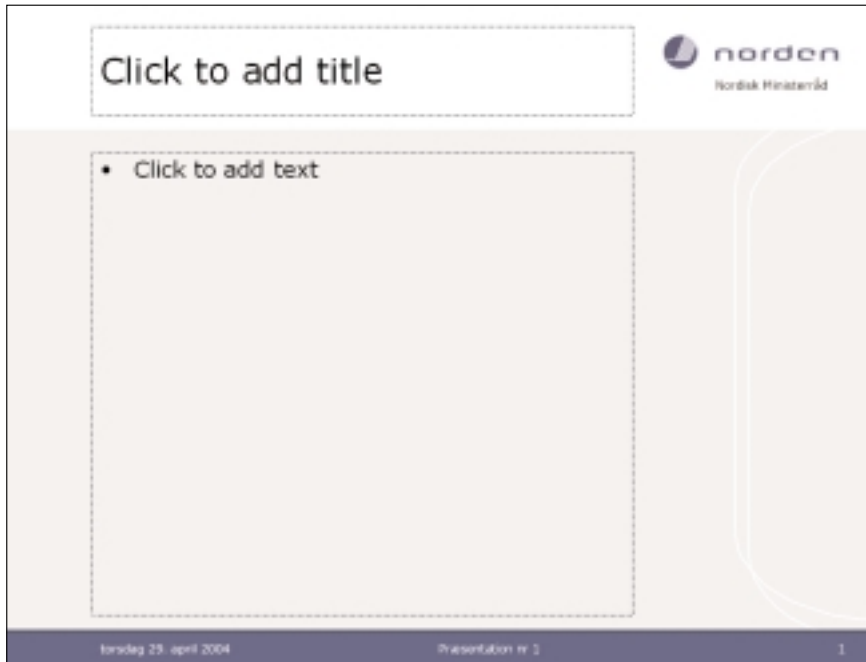 Click to add title
norden
Nordisk Ministerråd
• Click to add text
torsdag 29. april 2004
Præsentation nr 1
1